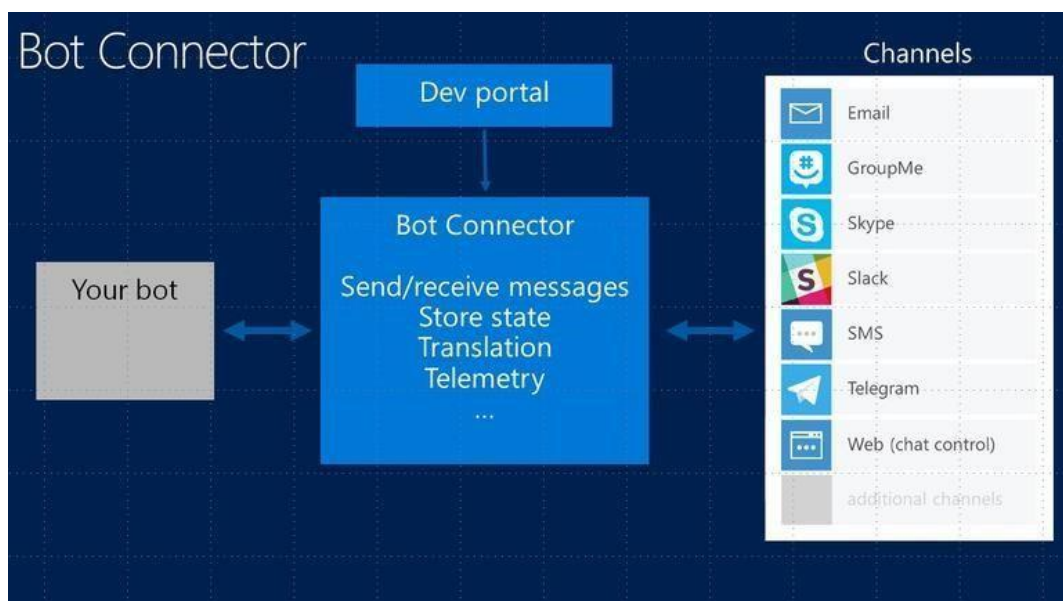 Bot Connector
Dev portal
Bot Connector
Send/receive messages
Store state
Translation
Telemetry
...
Your bot
Channels
Email
#
GroupMe
S
Skype
S
Slack
SMS
Telegram
Web (chat control)
additional channels